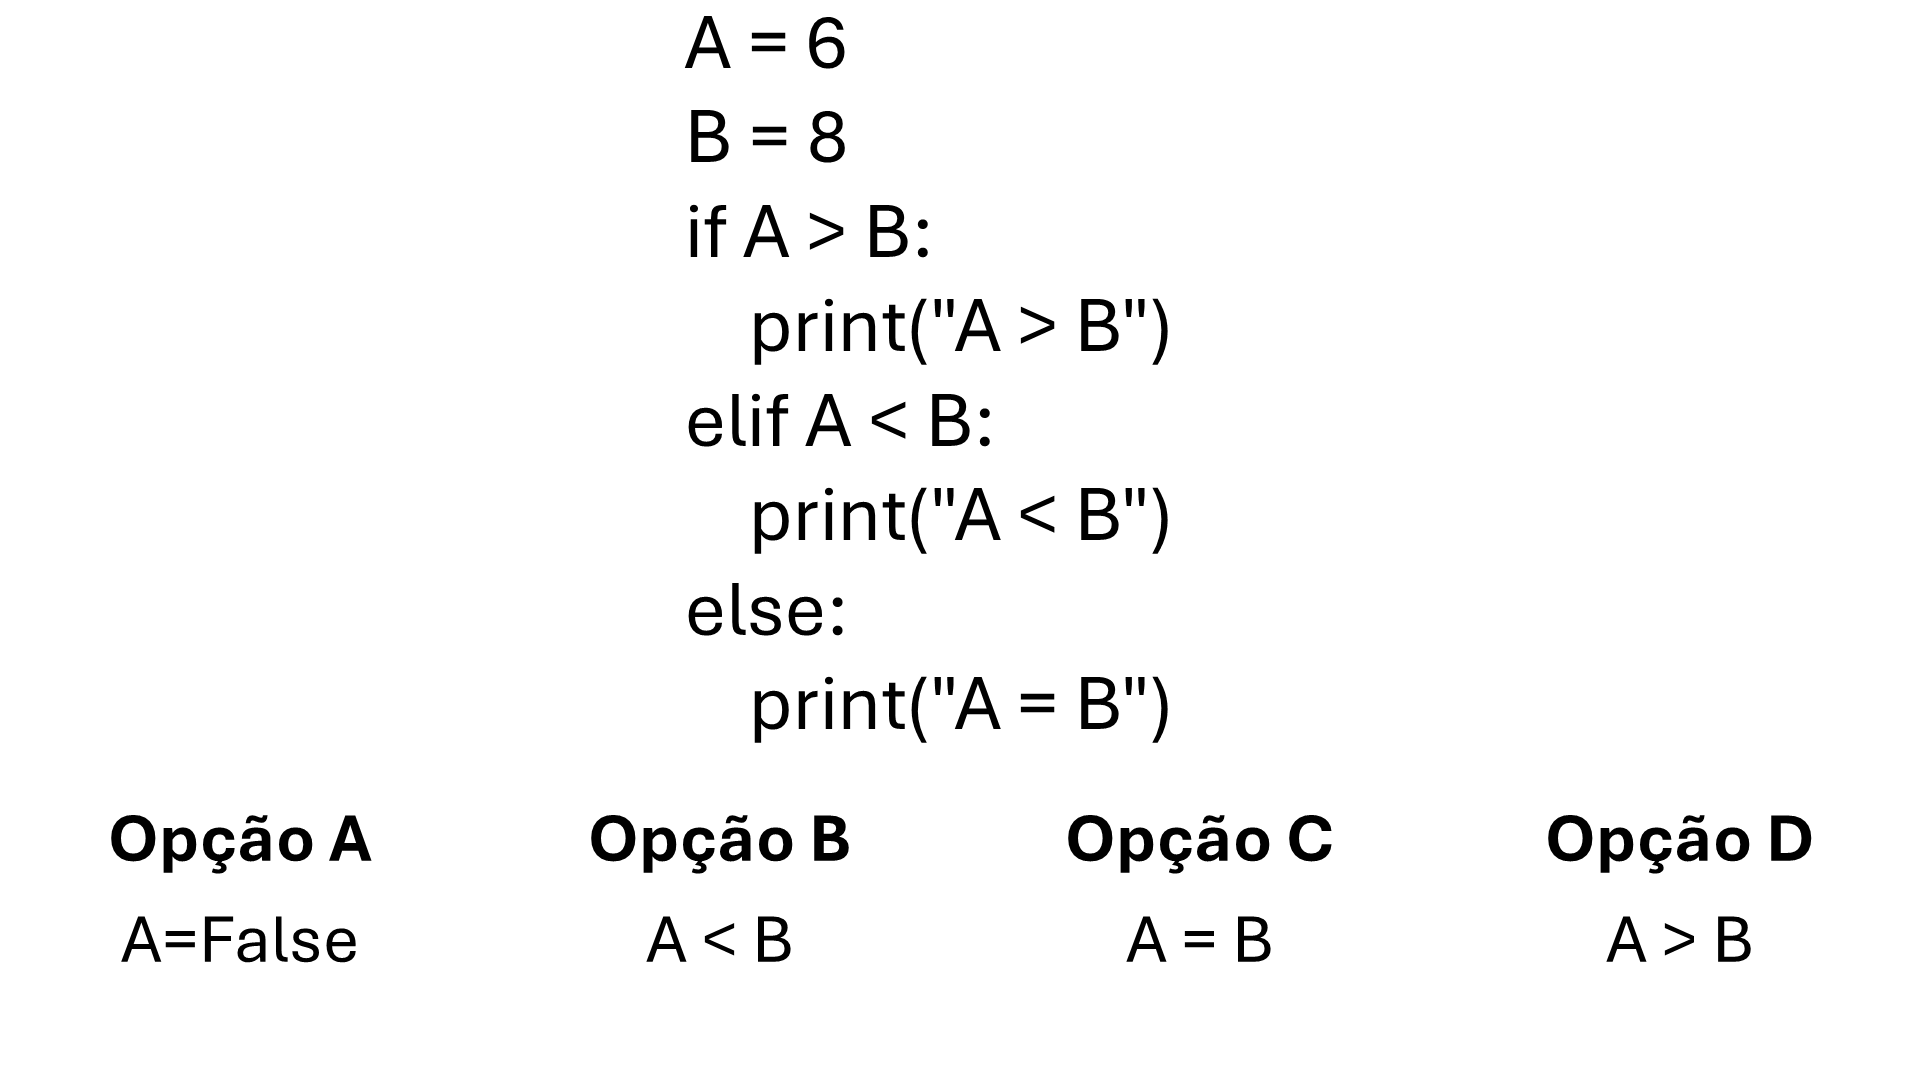 A = 6
B = 8
if A > B:
    print("A > B")
elif A < B:
    print("A < B")
else:
    print("A = B")
Opção A
A=False
Opção B
A < B
Opção C
A = B
Opção D
A > B